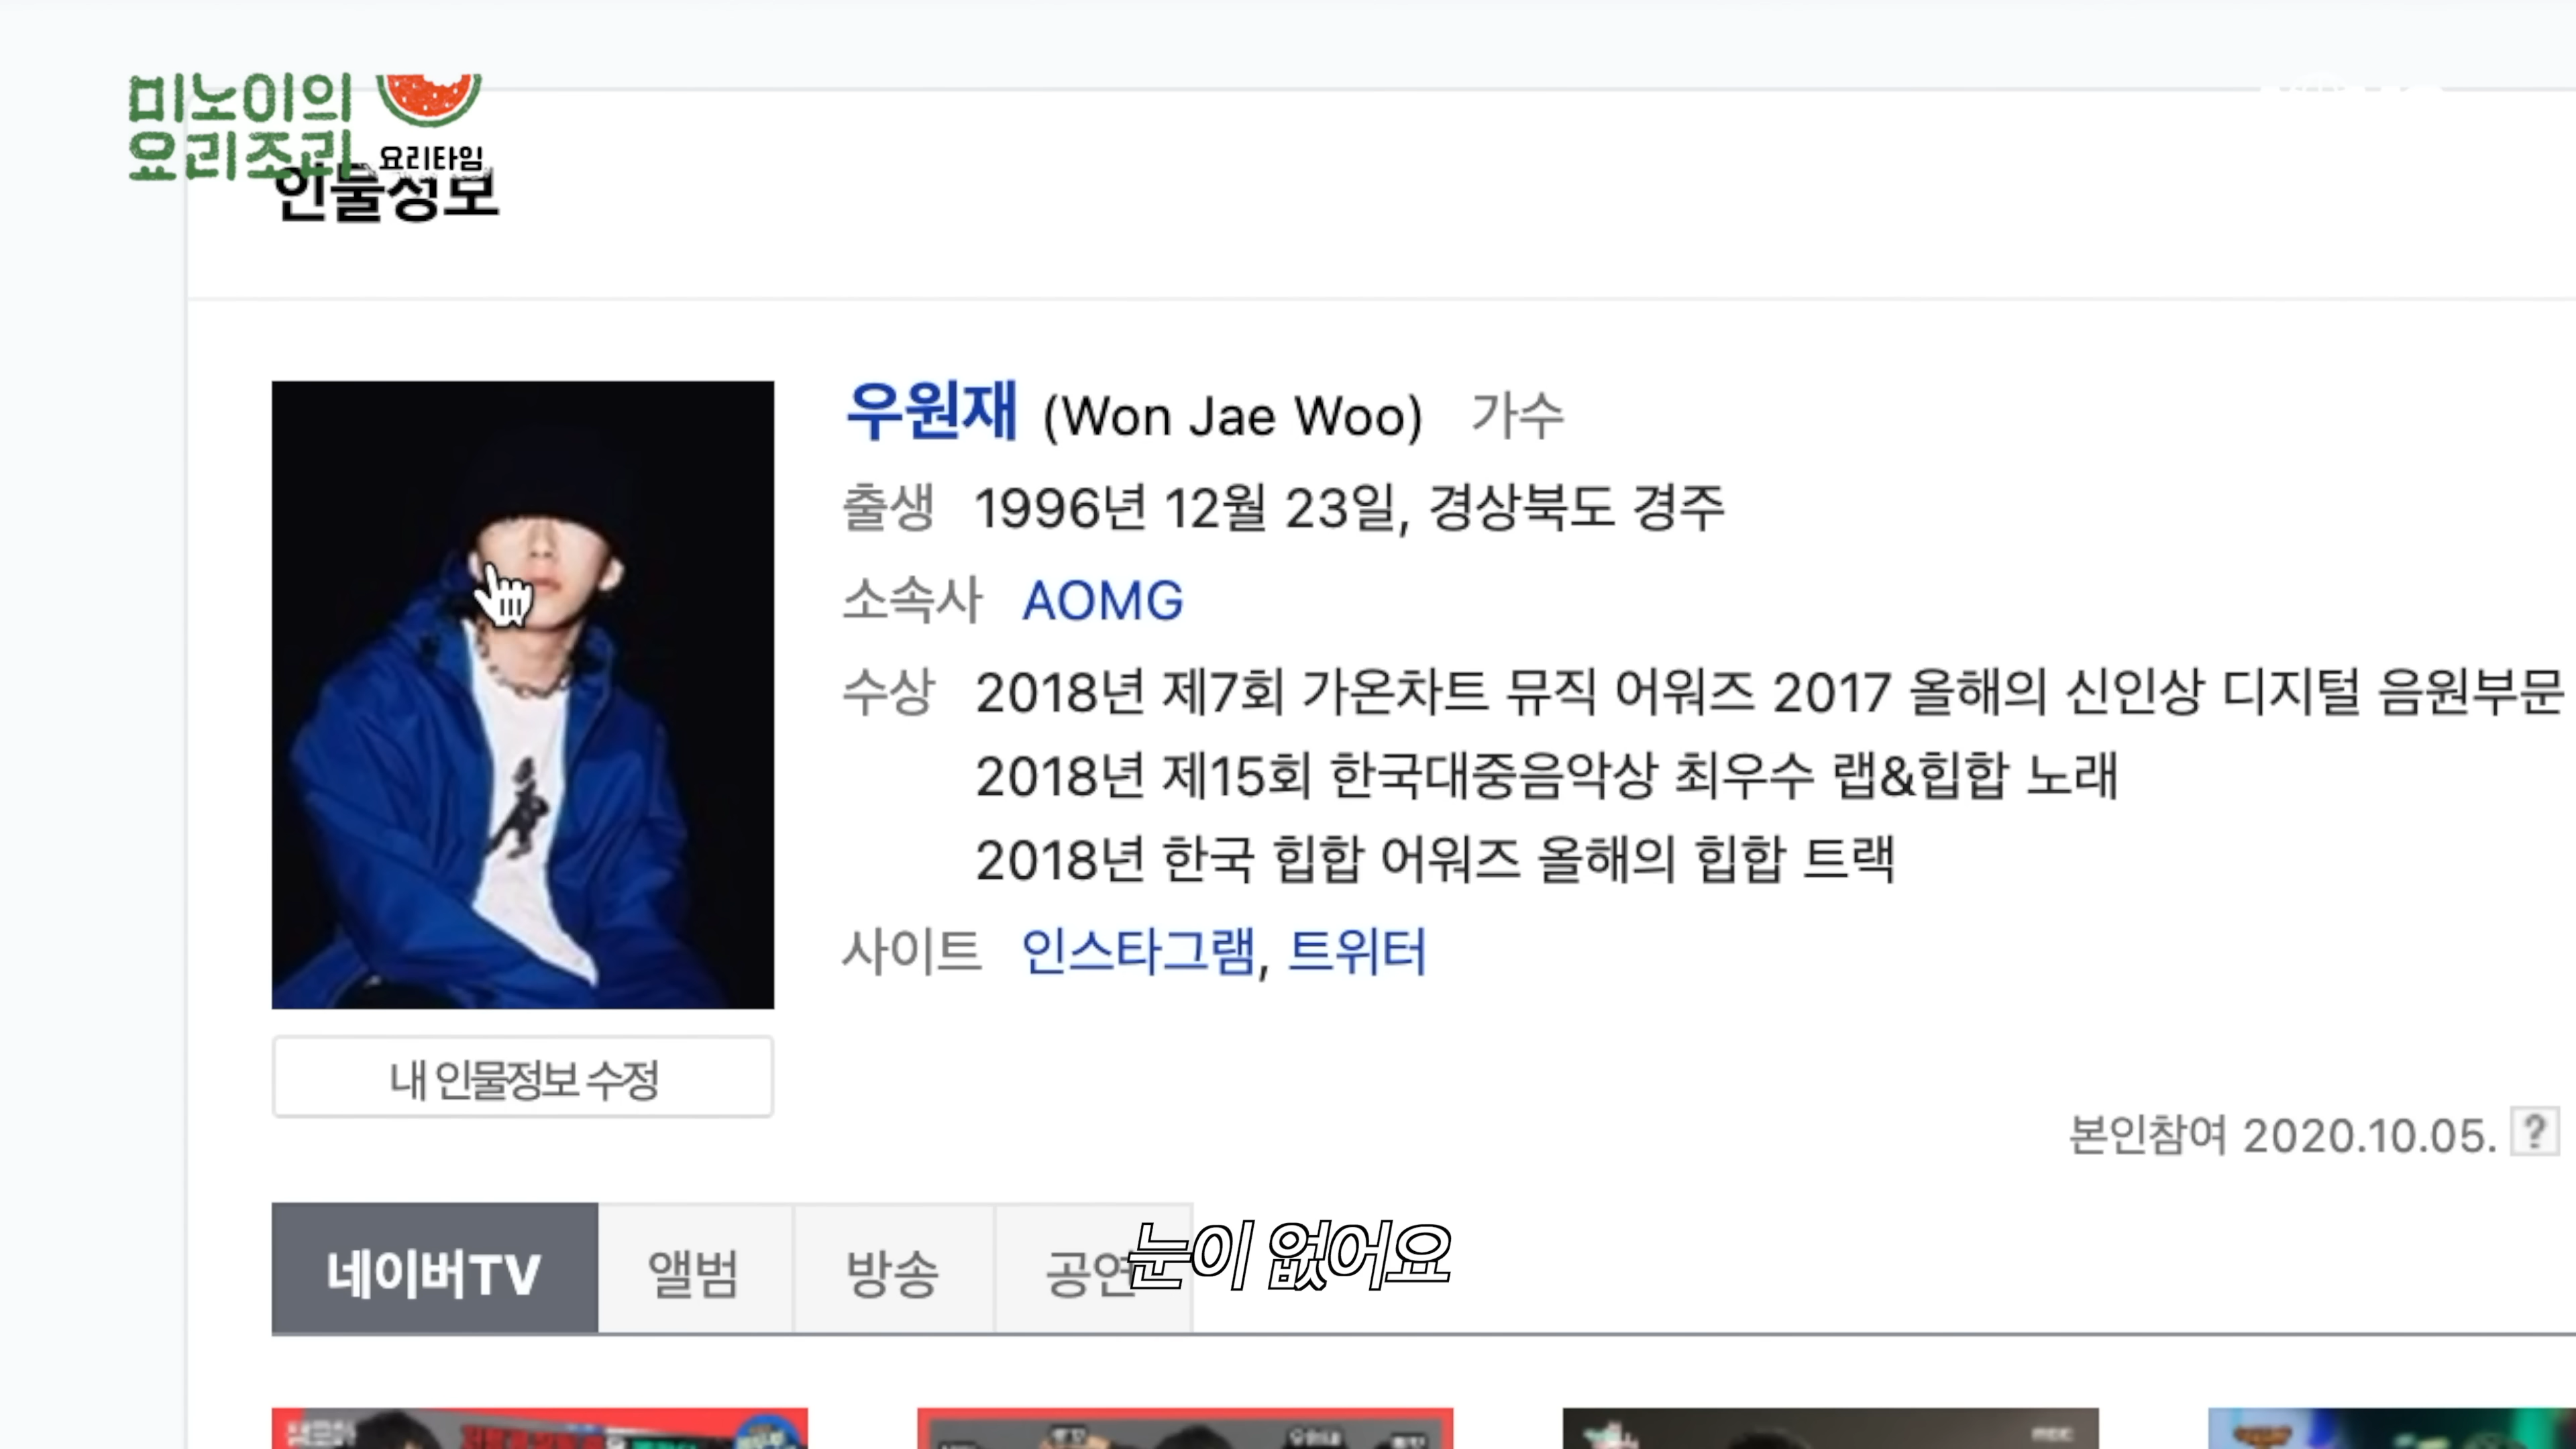 미노이의
요리조리
요리타임
인물정보
우원재 (Won Jae Woo) 가수
출생 1996년 12월 23일, 경상북도 경주
소속사 AOMG
수상 2018년 제7회 가온차트 뮤직 어워즈 2017 올해의 신인상 디지털 음원부문
2018년 제15회 한국대중음악상 최우수 랩&힙합 노래
2018년 한국 힙합 어워즈 올해의 힙합 트랙
사이트 인스타그램, 트위터
내 인물정보 수정
본인참여 2020.10.05. ?
네이버TV 앨범 방송 공연
눈이 없어요